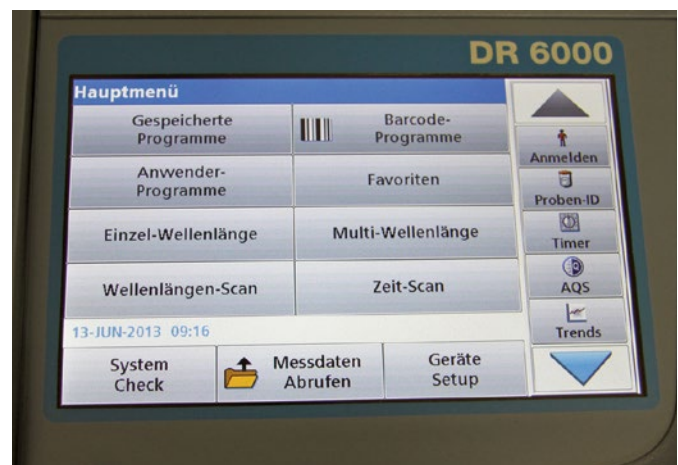 DR 6000
Hauptmenü
Gespeicherte
Programme
Barcode-
Programme
Anwender-
Programme
Favoriten
Einzel-Wellenlänge
Multi-Wellenlänge
Wellenlängen-Scan
Zeit-Scan
13-JUN-2013 09:16
System
Check
Messdaten
Abrufen
Geräte
Setup
Anmelden
Proben-ID
Timer
AQS
Trends